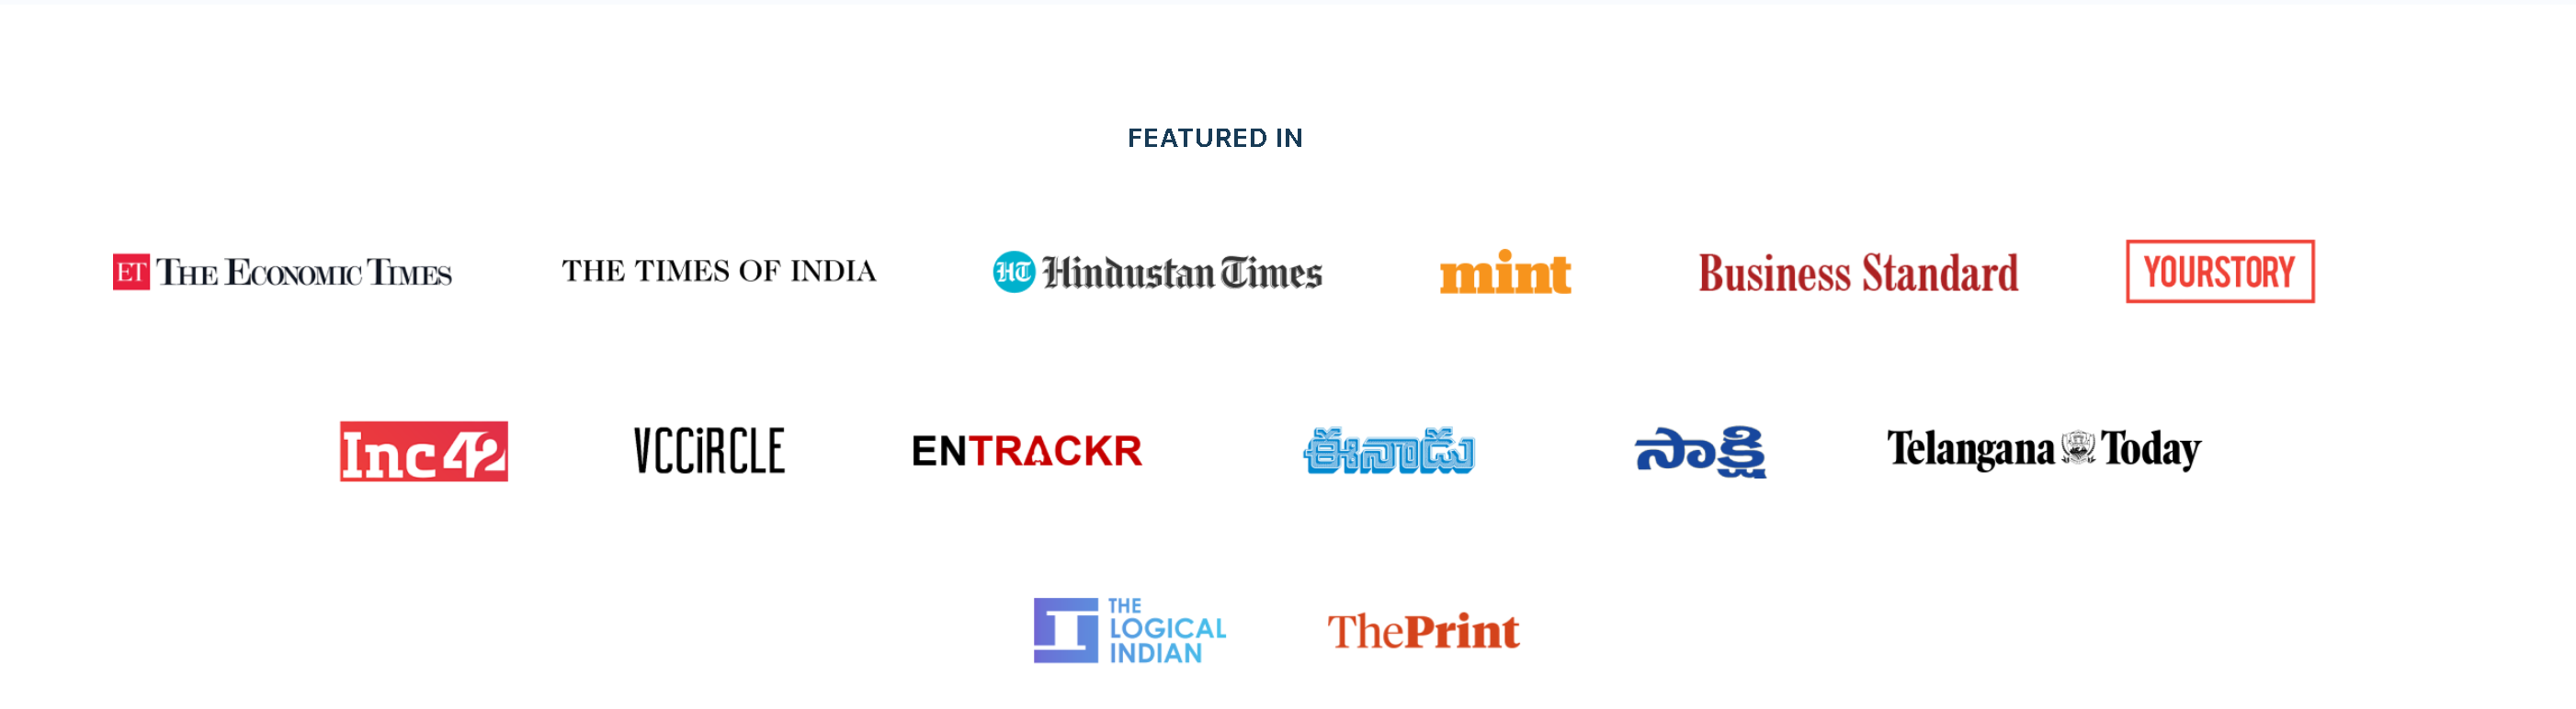 FEATURED IN
ET THE ECONOMIC TIMES THE TIMES OF INDIA HT Hindustan Times mint Business Standard YOURSTORY
Inc42 VCCiRCLE ENTRACKR ఈనాడు సాక్షి Telangana Today
THE
LOGICAL
INDIAN
ThePrint